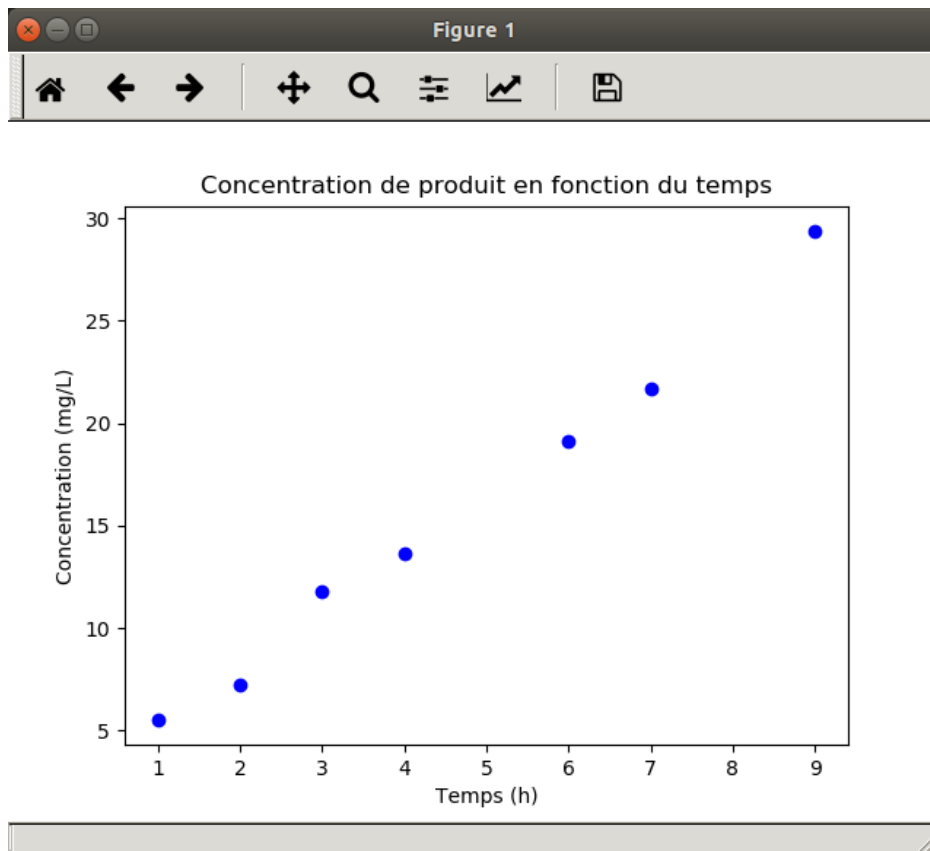 Figure 1
Concentration de produit en fonction du temps
30
25
20
15
10
5
Concentration (mg/L)
1 2 3 4 5 6 7 8 9
Temps (h)